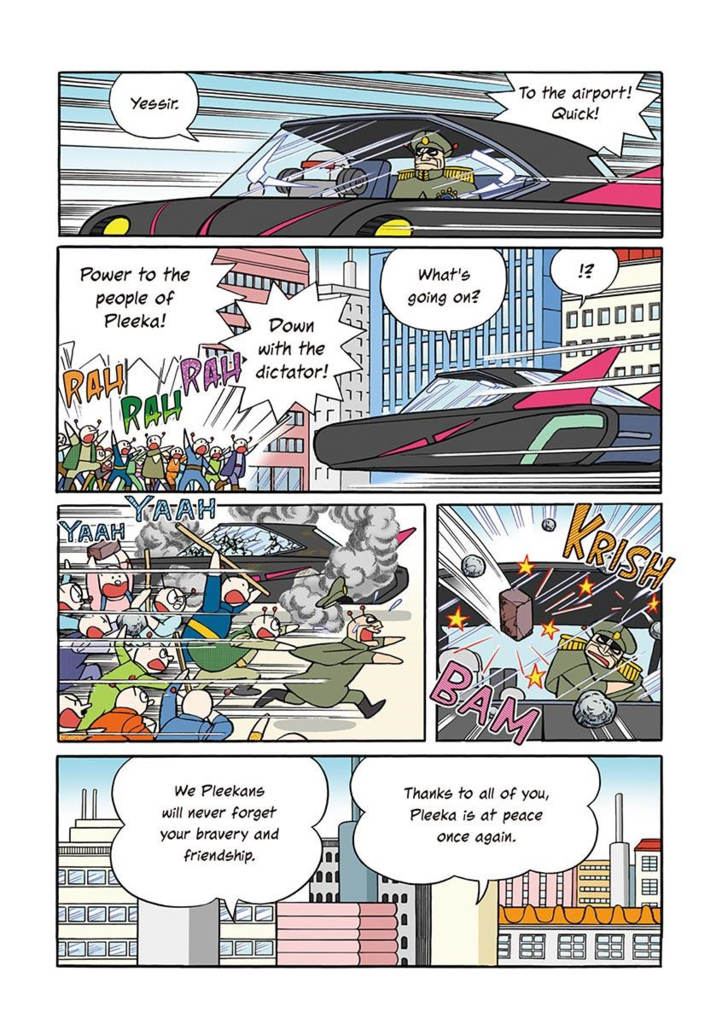 To the airport!
Quick!
Yessir.
!?
What's
going on?
Down
with the
dictator!
Power to the
people of
Pleeka!
RAH
RAH
RAH
KRISH
BAM
YAAH
YAAH
Thanks to all of you,
Pleeka is at peace
once again.
We Pleekans
will never forget
your bravery and
friendship.